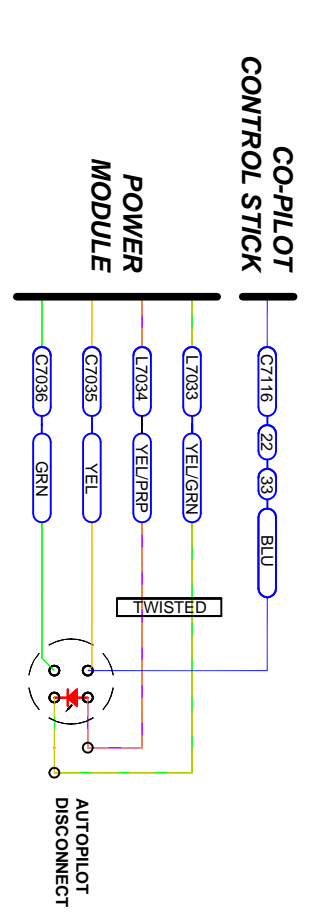 CO-PILOT
CONTROL STICK
C7116
22
33
BLU
POWER
MODULE
L7033
YEL/GRN
L7034
YEL/PRP
C7035
YEL
C7036
GRN
TWISTED
AUTOPILOT
DISCONNECT